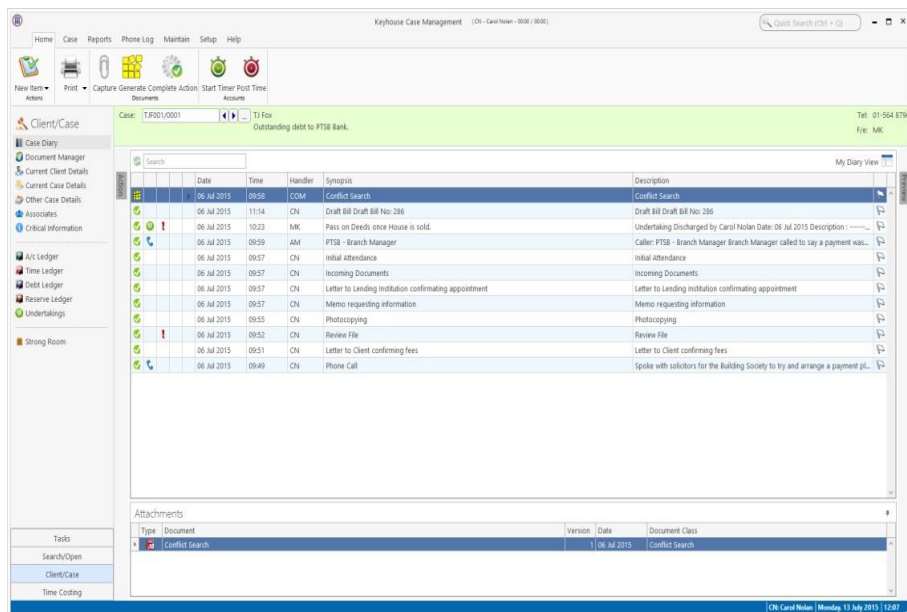 Keyhouse Case Management (CN - Carol Nolan - 00:00 / 00:00)
Quick Search (Ctrl + Q)
Home Case Reports Phone Log Maintain Setup Help
New Item Print Capture Generate Complete Action Start Timer Post Time
Actions Documents Accounts
Case: TJF001/0001 ... TJ Fox Tel: 01-564 879
Outstanding debt to PTSB Bank. F/e: MK
Client/Case
Case Diary
Document Manager
Current Client Details
Current Case Details
Other Case Details
Associates
Critical Information
A/c Ledger
Time Ledger
Debt Ledger
Reserve Ledger
Undertakings
Strong Room
Action
Search My Diary View
Preview
Date Time Handler Synopsis Description
06 Jul 2015 09:58 COM Conflict Search Conflict Search
06 Jul 2015 11:14 CN Draft Bill Draft Bill No: 286 Draft Bill Draft Bill No: 286
06 Jul 2015 10:23 MK Pass on Deeds once House is sold. Undertaking Discharged by Carol Nolan Date: 06 Jul 2015 Description : ------...
06 Jul 2015 09:59 AM PTSB - Branch Manager Caller: PTSB - Branch Manager Branch Manager called to say a payment was...
06 Jul 2015 09:57 CN Initial Attendance Initial Attendance
06 Jul 2015 09:57 CN Incoming Documents Incoming Documents
06 Jul 2015 09:57 CN Letter to Lending Institution confirmating appointment Letter to Lending Institution confirmating appointment
06 Jul 2015 09:57 CN Memo requesting information Memo requesting information
06 Jul 2015 09:55 CN Photocopying Photocopying
06 Jul 2015 09:52 CN Review File Review File
06 Jul 2015 09:51 CN Letter to Client confirming fees Letter to Client confirming fees
06 Jul 2015 09:49 CN Phone Call Spoke with solicitors for the Building Society to try and arrange a payment pl...
Attachments
Type Document Version Date Document Class
Conflict Search 1 06 Jul 2015 Conflict Search
Tasks
Search/Open
Client/Case
Time Costing
CN: Carol Nolan Monday, 13 July 2015 12:07